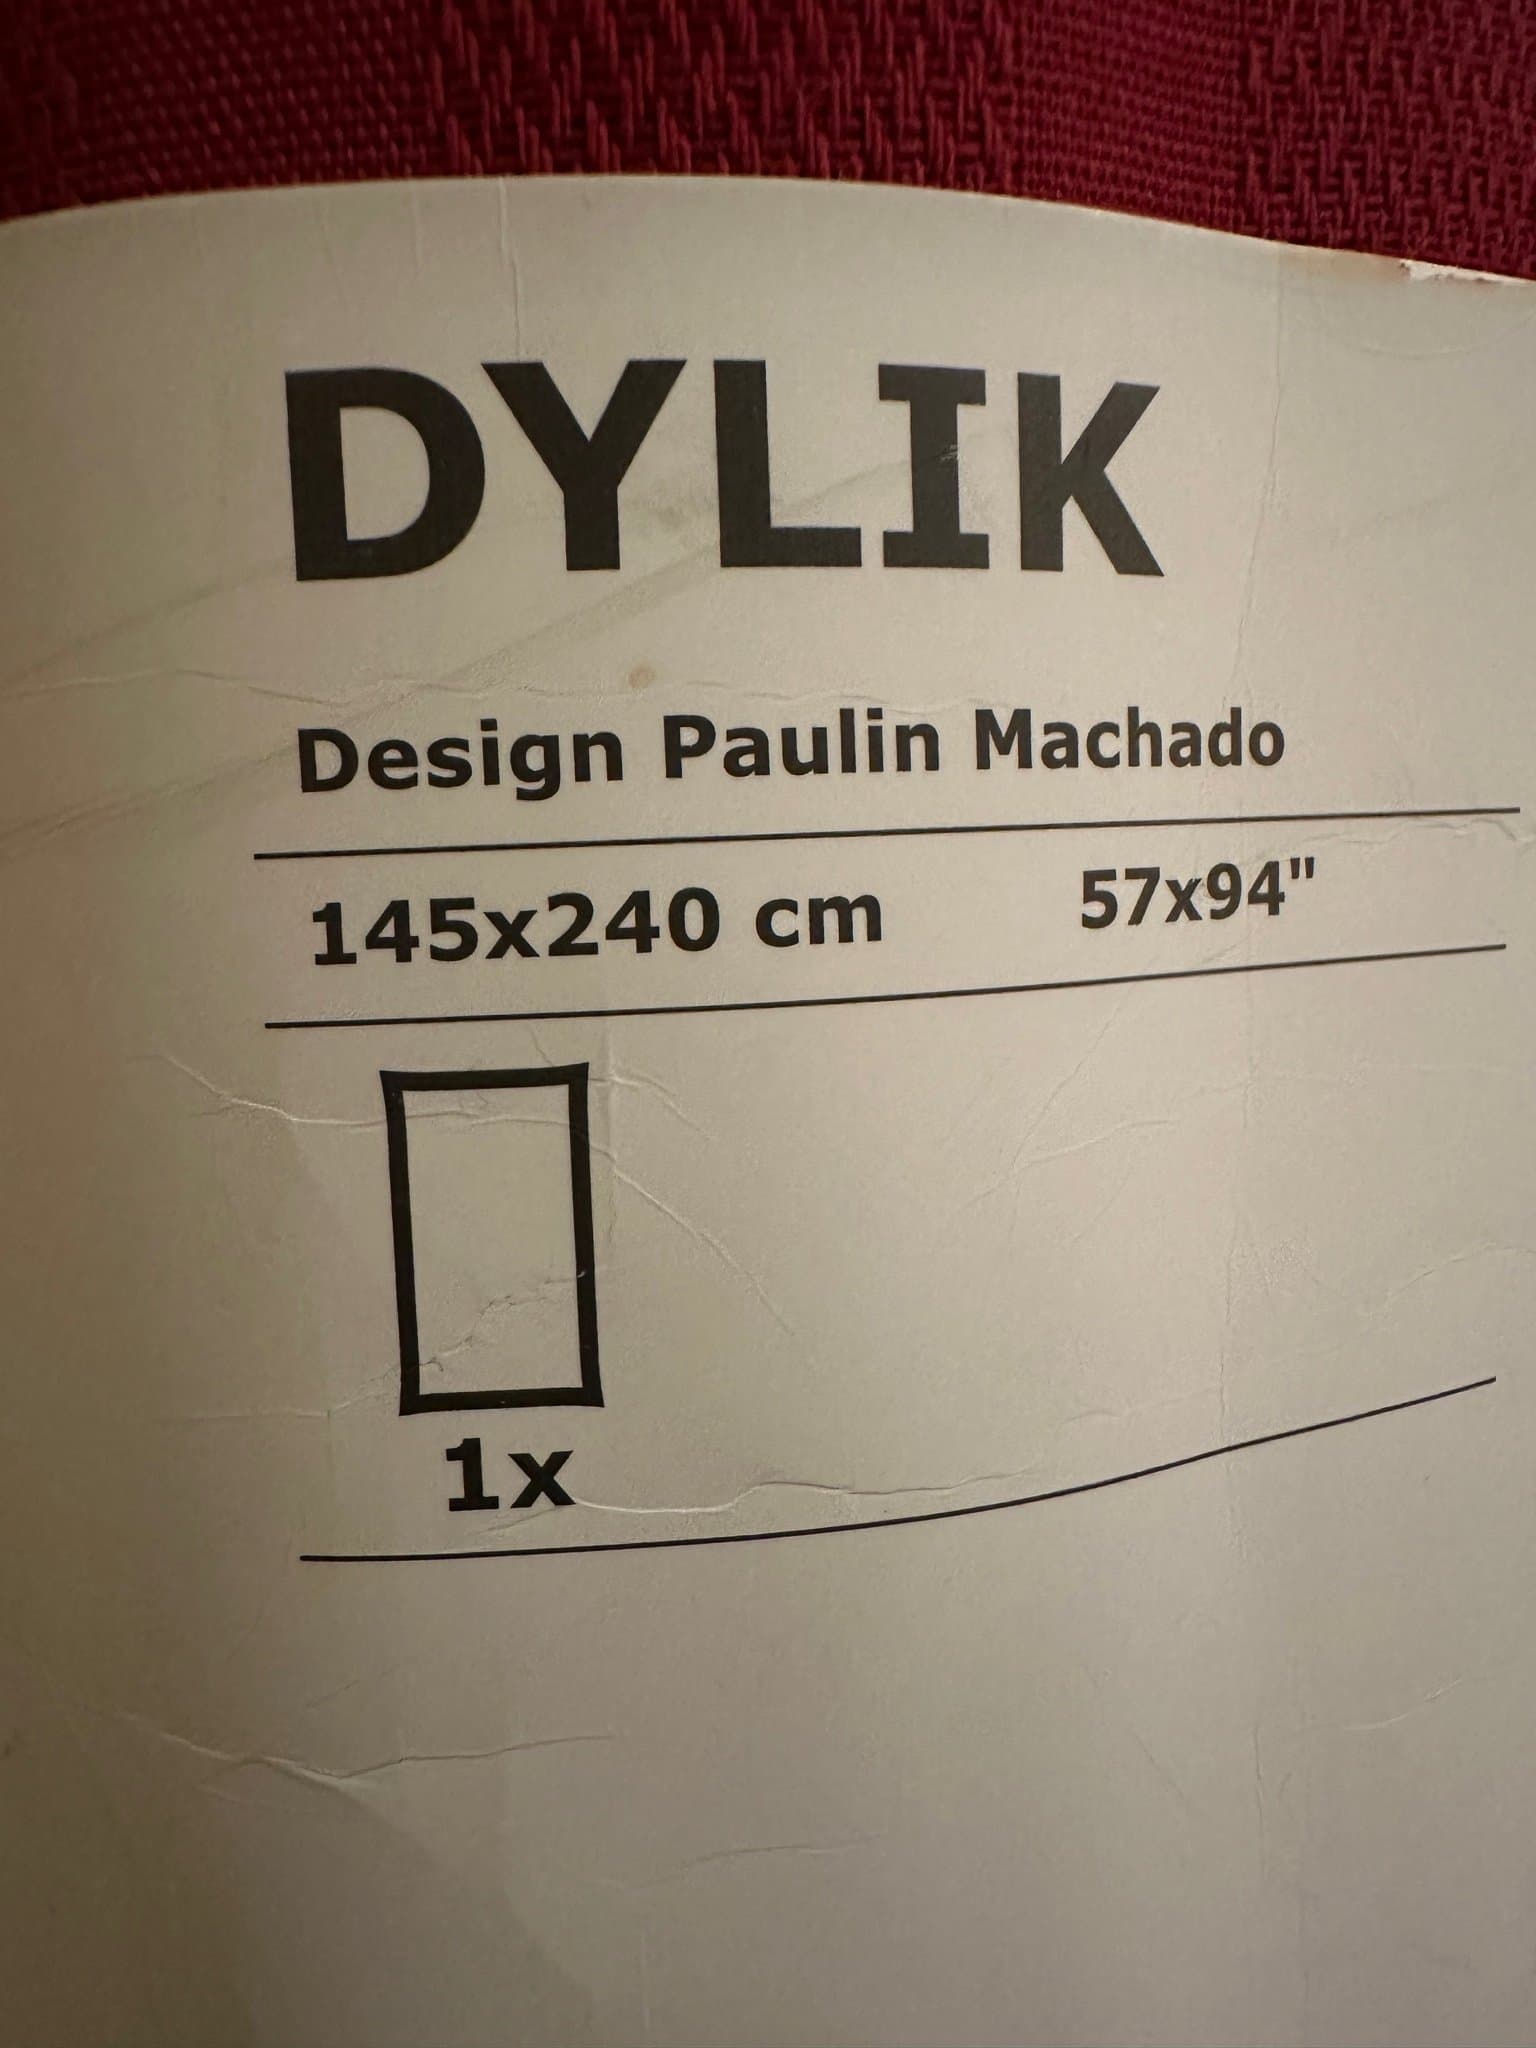 DYLIK
Design Paulin Machado
145x240 cm 57x94"
1x